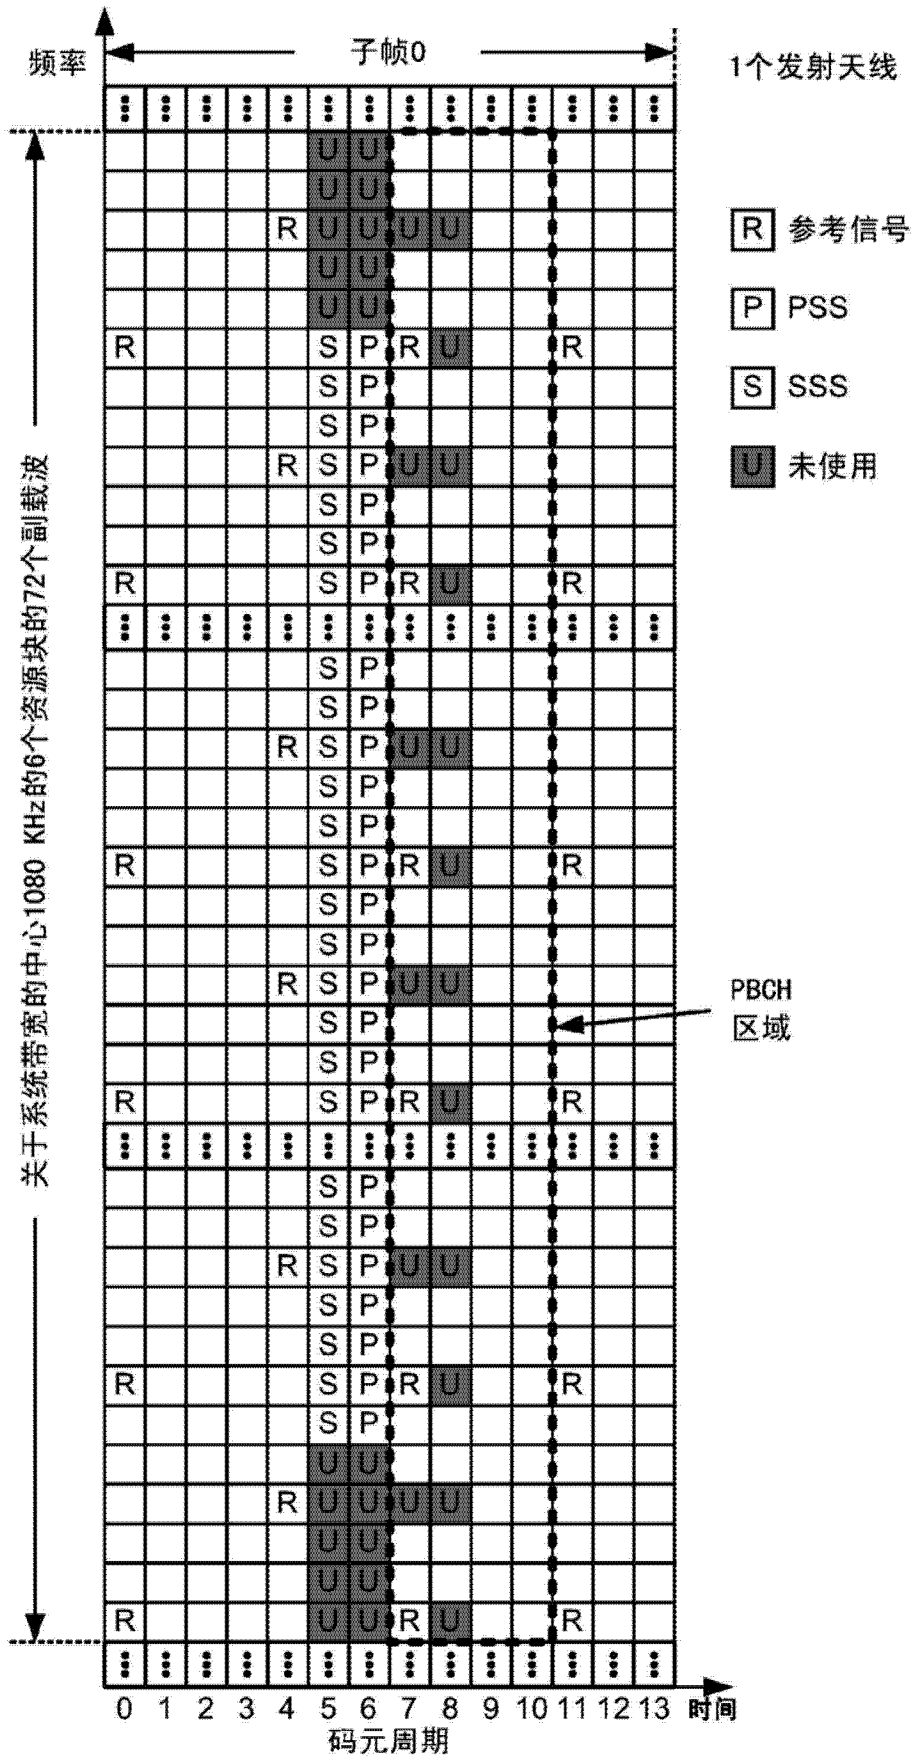 频率
子帧0
1个发射天线
U U
U U
R U U U U
U U
U U
R S P R U R
S P
S P
R S P U U
S P
S P
R S P R U R
S P
S P
R S P U U
S P
S P
R S P R U R
S P
S P
R S P U U
S P
S P
R S P R U R
S P
S P
R S P U U
S P
S P
R S P R U R
S P
U U
R U U U U
U U
U U
R U U R U R
R 参考信号
P PSS
S SSS
U 未使用
关于系统带宽的中心1080 KHz的6个资源块的72个副载波
PBCH
区域
0 1 2 3 4 5 6 7 8 9 10 11 12 13 时间
码元周期